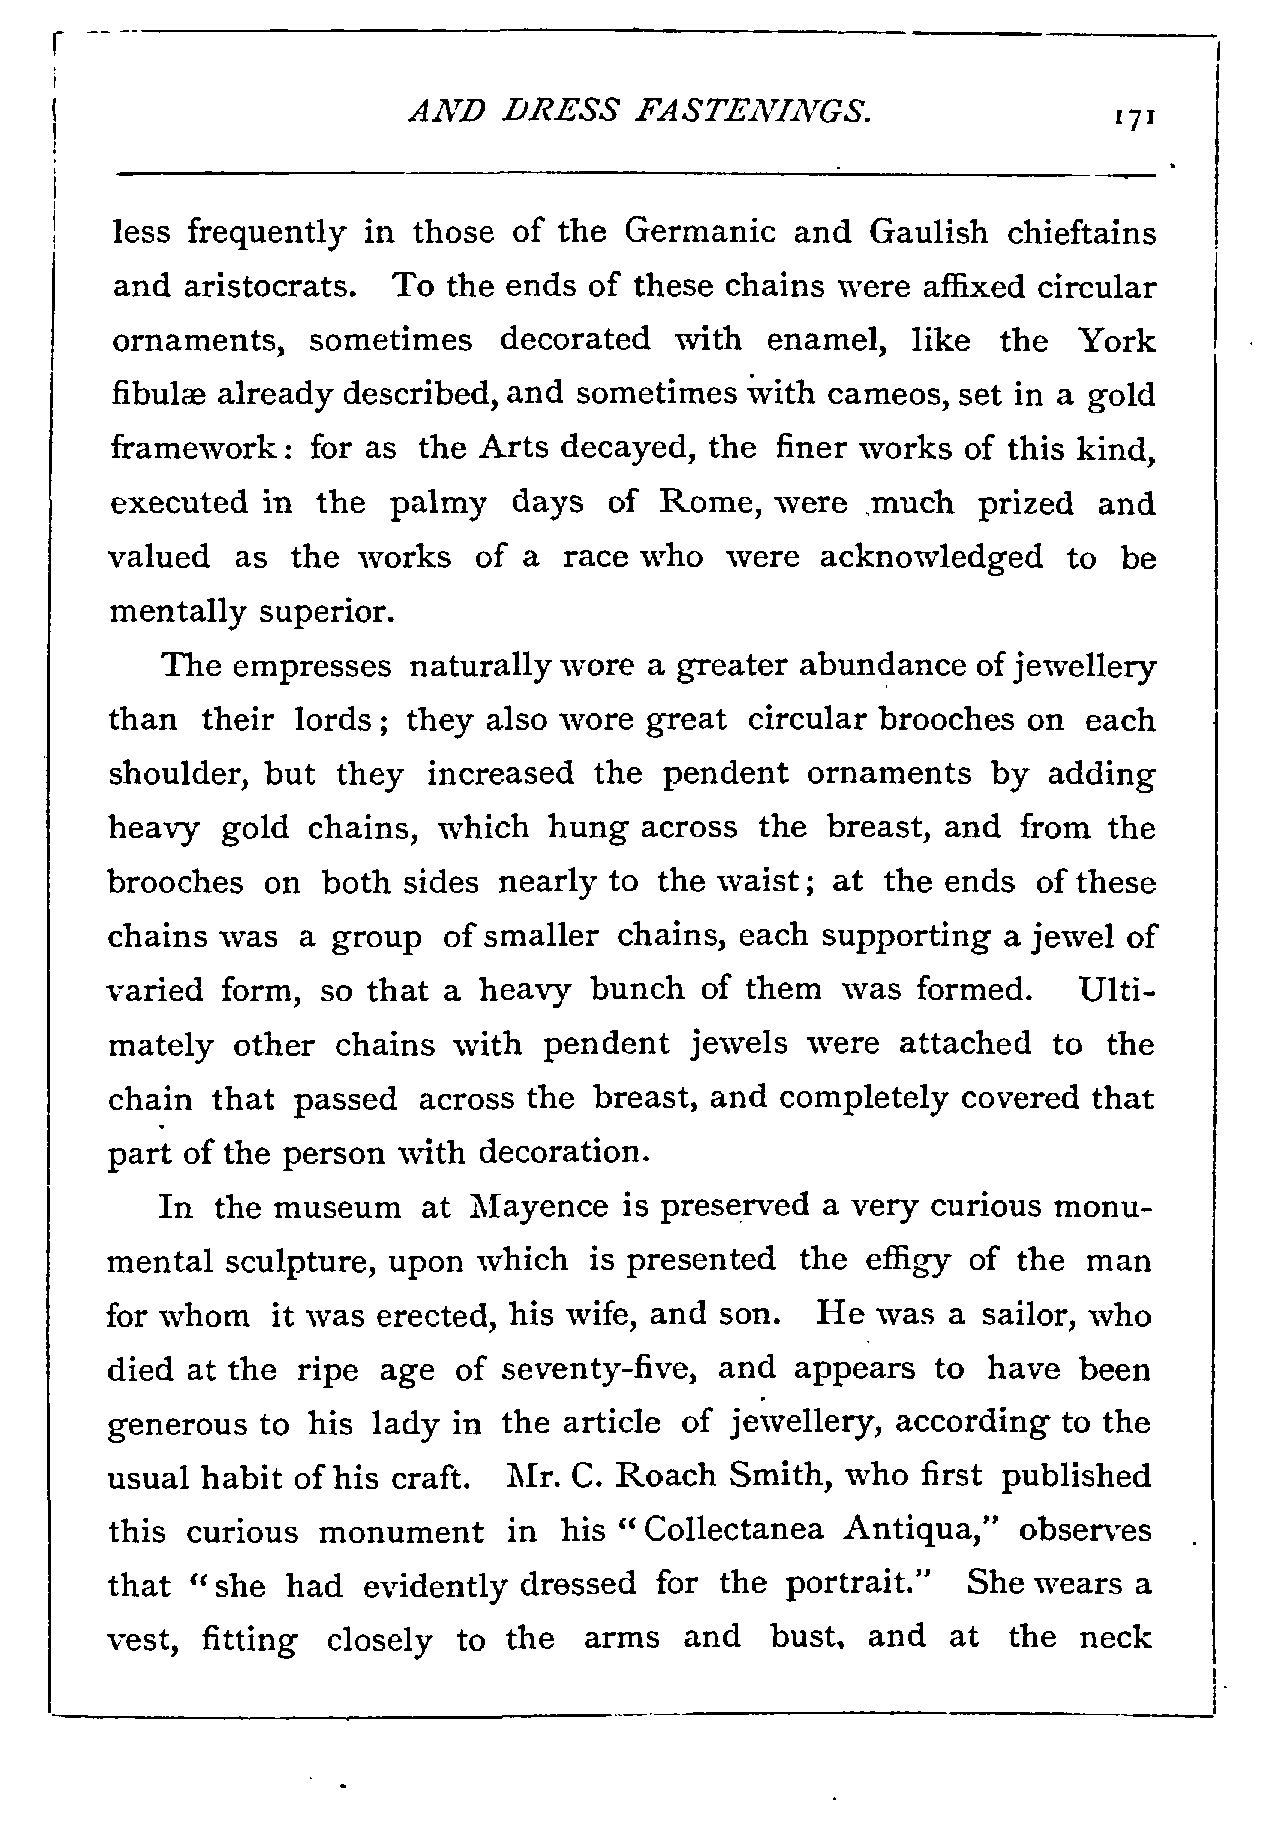 AND DRESS FASTENINGS. 171
less frequently in those of the Germanic and Gaulish chieftains
and aristocrats. To the ends of these chains were affixed circular
ornaments, sometimes decorated with enamel, like the York
fibulæ already described, and sometimes with cameos, set in a gold
framework: for as the Arts decayed, the finer works of this kind,
executed in the palmy days of Rome, were much prized and
valued as the works of a race who were acknowledged to be
mentally superior.
The empresses naturally wore a greater abundance of jewellery
than their lords; they also wore great circular brooches on each
shoulder, but they increased the pendent ornaments by adding
heavy gold chains, which hung across the breast, and from the
brooches on both sides nearly to the waist; at the ends of these
chains was a group of smaller chains, each supporting a jewel of
varied form, so that a heavy bunch of them was formed. Ulti-
mately other chains with pendent jewels were attached to the
chain that passed across the breast, and completely covered that
part of the person with decoration.
In the museum at Mayence is preserved a very curious monu-
mental sculpture, upon which is presented the effigy of the man
for whom it was erected, his wife, and son. He was a sailor, who
died at the ripe age of seventy-five, and appears to have been
generous to his lady in the article of jewellery, according to the
usual habit of his craft. Mr. C. Roach Smith, who first published
this curious monument in his “Collectanea Antiqua,” observes
that “she had evidently dressed for the portrait.” She wears a
vest, fitting closely to the arms and bust, and at the neck